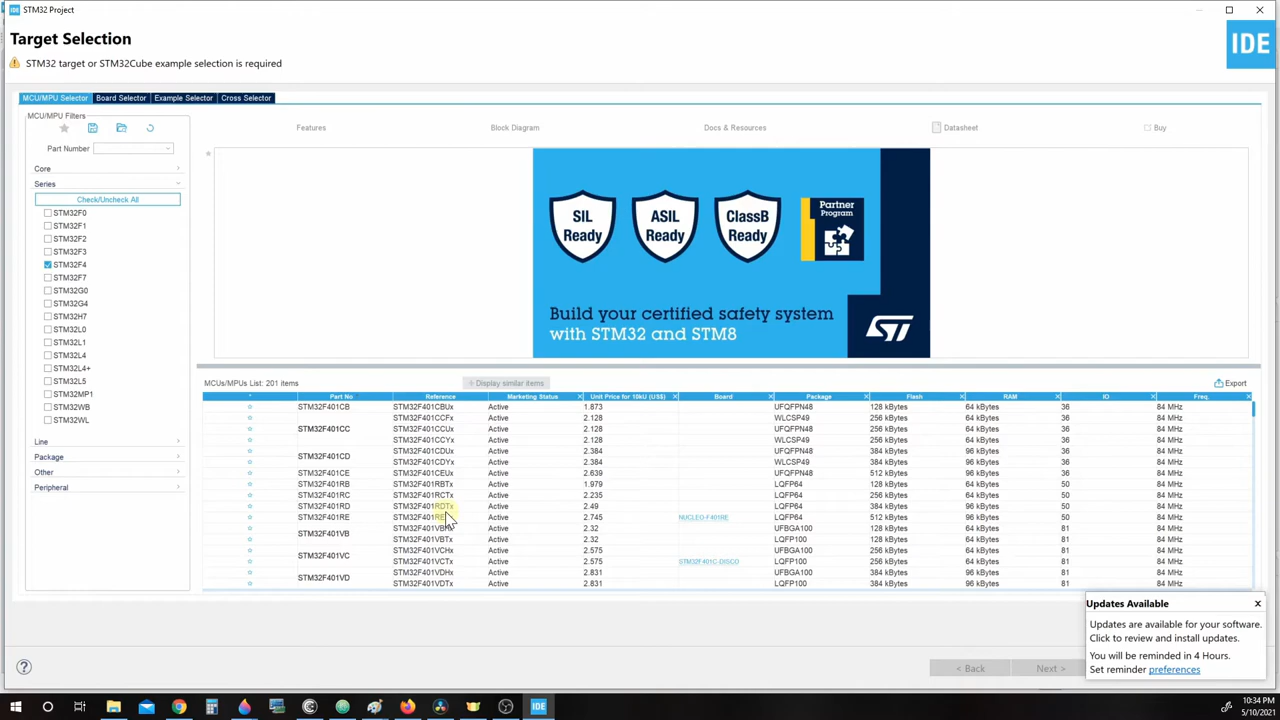 STM32 Project
Target Selection
STM32 target or STM32Cube example selection is required
IDE
MCU/MPU Selector Board Selector Example Selector Cross Selector
MCU/MPU Filters
Part Number
Core
Series
Check/Uncheck All
STM32F0
STM32F1
STM32F2
STM32F3
STM32F4
STM32F7
STM32G0
STM32G4
STM32H7
STM32L0
STM32L1
STM32L4
STM32L4+
STM32L5
STM32MP1
STM32WB
STM32WL
Line
Package
Other
Peripheral
Features Block Diagram Docs & Resources Datasheet Buy
SIL Ready
ASIL Ready
ClassB Ready
Partner Program
Build your certified safety system
with STM32 and STM8
ST
MCUs/MPUs List: 201 items + Display similar items Export
* Part No Reference Marketing Status Unit Price for 10kU (US$) Board Package Flash RAM IO Freq.
STM32F401CB STM32F401CBUx Active 1.873 UFQFPN48 128 kBytes 64 kBytes 36 84 MHz
STM32F401CCFx Active 2.128 WLCSP49 256 kBytes 64 kBytes 36 84 MHz
STM32F401CC STM32F401CCUx Active 2.128 UFQFPN48 256 kBytes 64 kBytes 36 84 MHz
STM32F401CCYx Active 2.128 WLCSP49 256 kBytes 64 kBytes 36 84 MHz
STM32F401CD STM32F401CDUx Active 2.384 UFQFPN48 384 kBytes 96 kBytes 36 84 MHz
STM32F401CDYx Active 2.384 WLCSP49 384 kBytes 96 kBytes 36 84 MHz
STM32F401CE STM32F401CEUx Active 2.639 UFQFPN48 512 kBytes 96 kBytes 36 84 MHz
STM32F401RB STM32F401RBTx Active 1.979 LQFP64 128 kBytes 64 kBytes 50 84 MHz
STM32F401RC STM32F401RCTx Active 2.235 LQFP64 256 kBytes 64 kBytes 50 84 MHz
STM32F401RD STM32F401RDTx Active 2.49 LQFP64 384 kBytes 96 kBytes 50 84 MHz
STM32F401RE Active 2.745 NUCLEO-F401RE LQFP64 512 kBytes 96 kBytes 50 84 MHz
STM32F401VB STM32F401VBHx Active 2.32 UFBGA100 128 kBytes 64 kBytes 81 84 MHz
STM32F401VBTx Active 2.32 LQFP100 128 kBytes 64 kBytes 81 84 MHz
STM32F401VC STM32F401VCHx Active 2.575 UFBGA100 256 kBytes 64 kBytes 81 84 MHz
STM32F401VCTx Active 2.575 STM32F401C-DISCO LQFP100 256 kBytes 64 kBytes 81 84 MHz
STM32F401VD STM32F401VDHx Active 2.831 UFBGA100 384 kBytes 96 kBytes 81 84 MHz
STM32F401VDTx Active 2.831 LQFP100 384 kBytes 96 kBytes 81 84 MHz
Updates Available
Updates are available for your software.
Click to review and install updates.
You will be reminded in 4 Hours.
Set reminder preferences
? < Back Next >
IDE
10:34 PM
5/10/2021